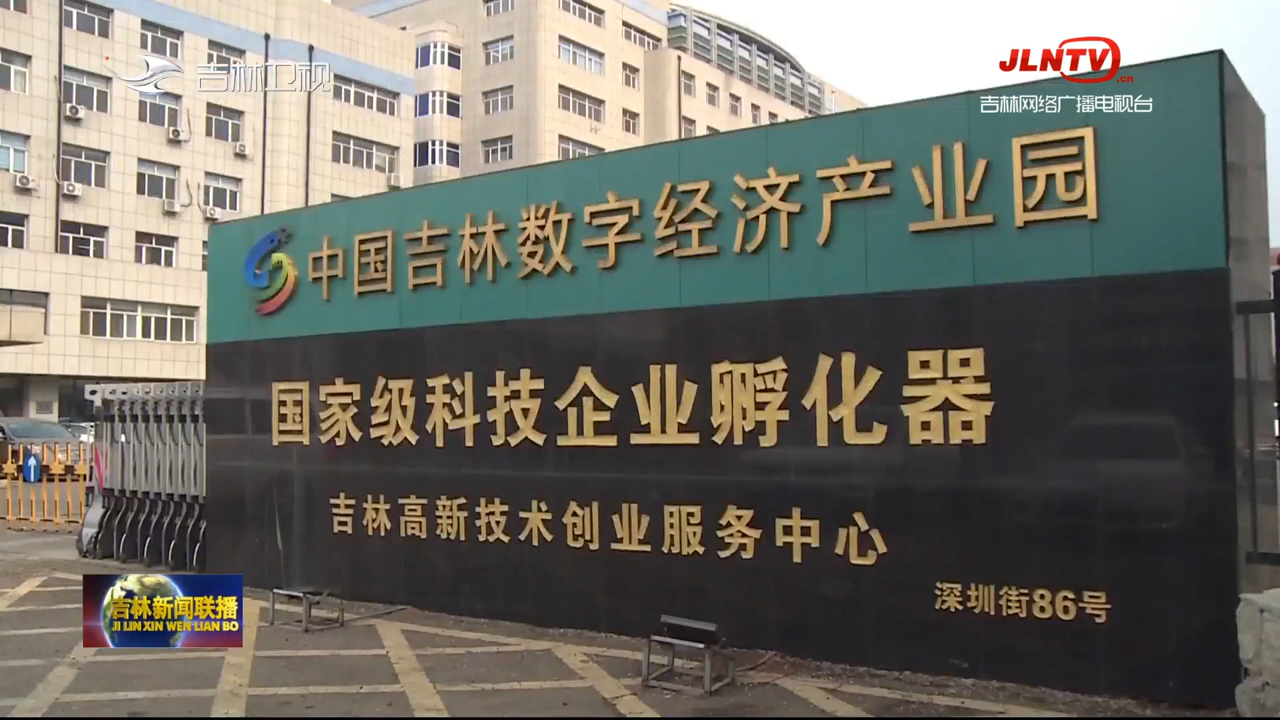 吉林卫视
JLNTV.cn
吉林网络广播电视台
中国吉林数字经济产业园
国家级科技企业孵化器
吉林高新技术创业服务中心
深圳街86号
吉林新闻联播
JI LIN XIN WEN LIAN BO